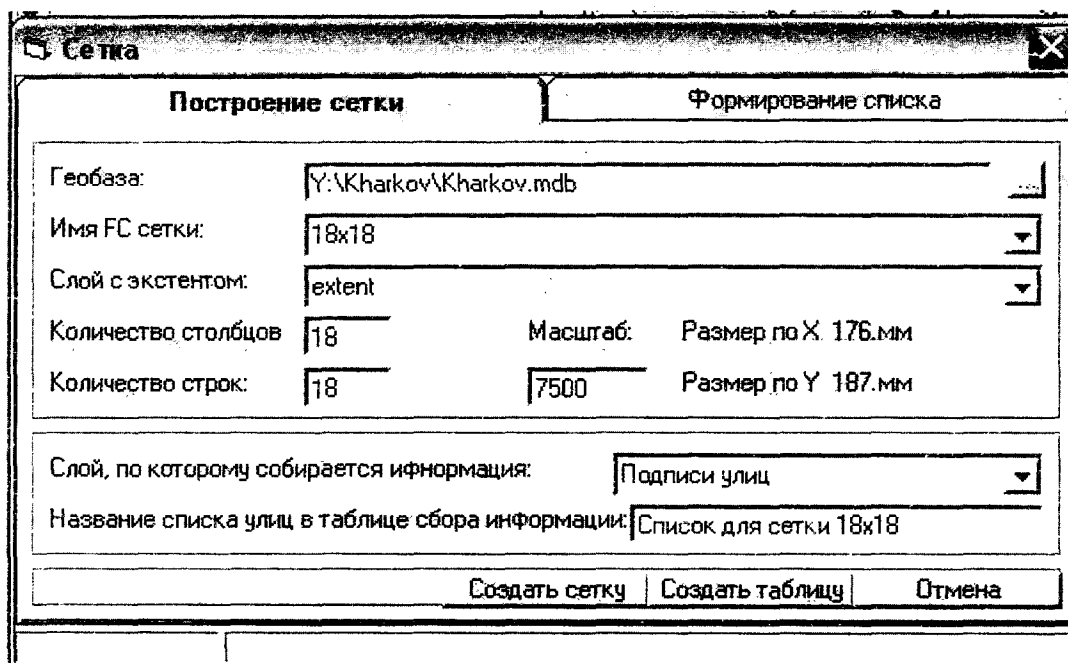 Сетка
Построение сетки
Формирование списка
Геобаза: Y:\Kharkov\Kharkov.mdb ...
Имя FC сетки: 18x18
Слой с экстентом: extent
Количество столбцов 18 Масштаб: Размер по X 176.мм
Количество строк: 18 7500 Размер по Y 187.мм
Слой, по которому собирается ифнормация: Подписи улиц
Название списка улиц в таблице сбора информации: Список для сетки 18x18
Создать сетку Создать таблицу Отмена